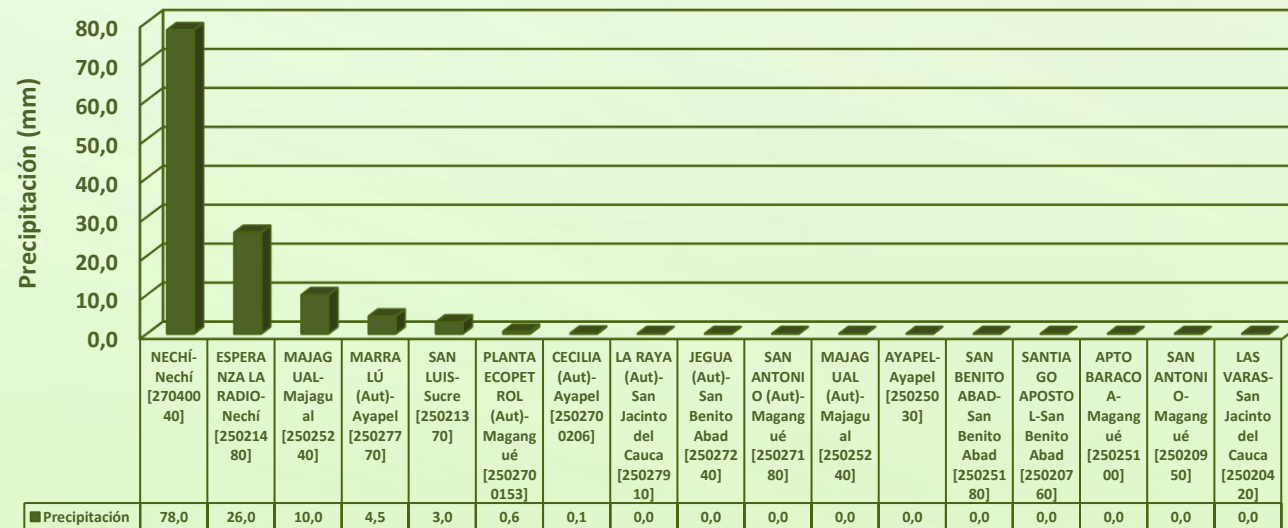 Precipitación (mm)
80,0
70,0
60,0
50,0
40,0
30,0
20,0
10,0
0,0
NECHÍ-
Nechí
[270400
40]
ESPERA
NZA LA
RADIO-
Nechí
[250214
80]
MAJAG
UAL-
Majagu
al
[250252
40]
MARRA
LÚ
(Aut)-
Ayapel
[250277
70]
SAN
LUIS-
Sucre
[250213
70]
PLANTA
ECOPET
ROL
(Aut)-
Magang
ué
[250270
0153]
CECILIA
(Aut)-
Ayapel
[250270
0206]
LA RAYA
(Aut)-
San
Jacinto
del
Cauca
[250279
10]
JEGUA
(Aut)-
San
Benito
Abad
[250272
40]
SAN
ANTONI
O (Aut)-
Magang
ué
[250271
80]
MAJAG
UAL
(Aut)-
Majagu
al
[250252
40]
AYAPEL-
Ayapel
[250250
30]
SAN
BENITO
ABAD-
San
Benito
Abad
[250251
80]
SANTIA
GO
APOSTO
L-San
Benito
Abad
[250207
60]
APTO
BARACO
A-
Magang
ué
[250251
00]
SAN
ANTONI
O-
Magang
ué
[250209
50]
LAS
VARAS-
San
Jacinto
del
Cauca
[250204
20]
Precipitación 78,0 26,0 10,0 4,5 3,0 0,6 0,1 0,0 0,0 0,0 0,0 0,0 0,0 0,0 0,0 0,0 0,0